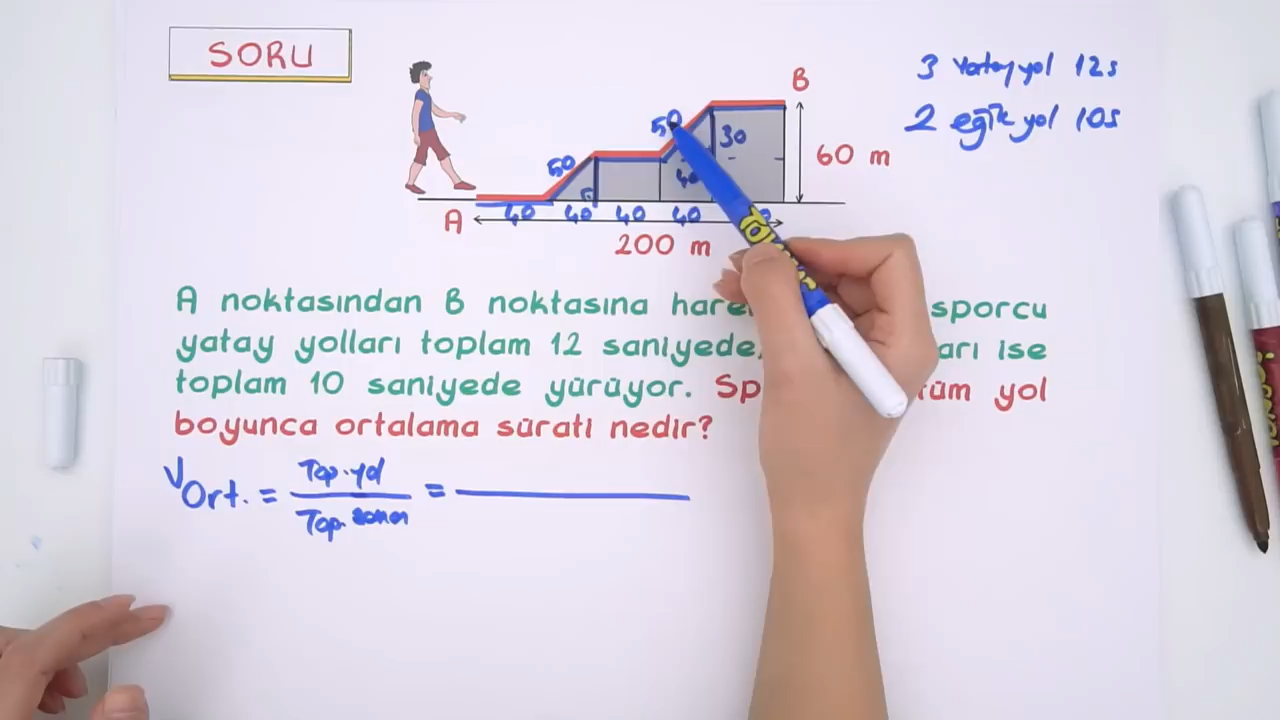 SORU
3 yatay yol 12s
2 eğik yol 10s
B
50
30
60 m
50
40
40 40 40 40
A
200 m
A noktasından B noktasına hare sporcu
yatay yolları toplam 12 saniyede, arı ise
toplam 10 saniyede yürüyor. Sp tüm yol
boyunca ortalama sürati nedir?
Vort. = Top. yol =
Top. zaman